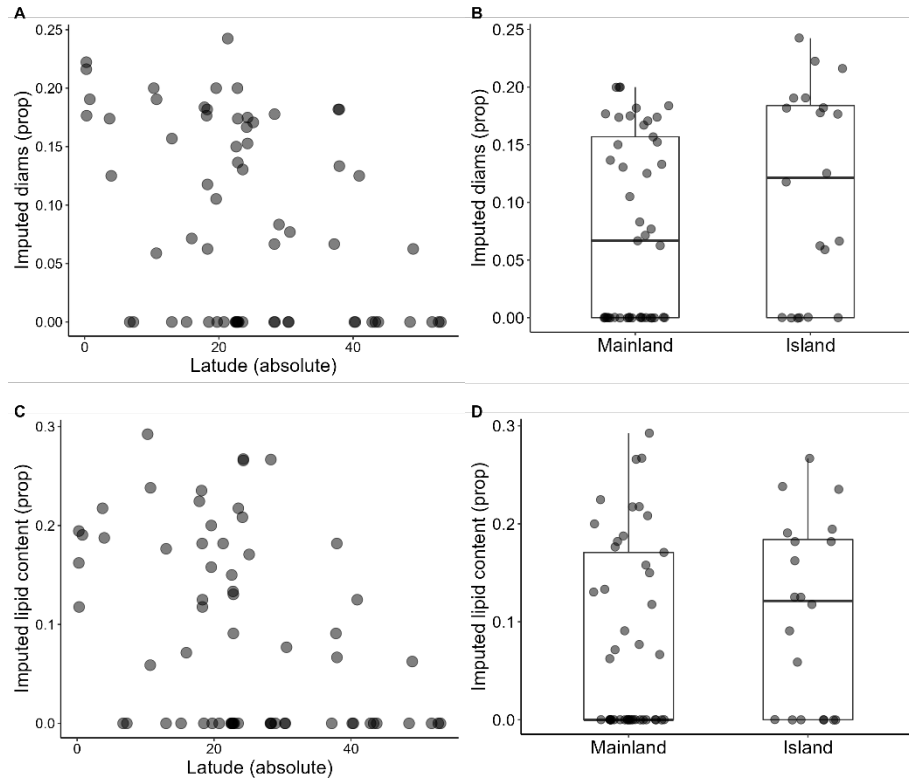 A
Imputed diams (prop)
0.25
0.20
0.15
0.10
0.05
0.00
0
20
40
Latude (absolute)
B
Imputed diams (prop)
0.25
0.20
0.15
0.10
0.05
0.00
Mainland
Island
C
Imputed lipid content (prop)
0.3
0.2
0.1
0.0
0
20
40
Latude (absolute)
D
Imputed lipid content (prop)
0.3
0.2
0.1
0.0
Mainland
Island